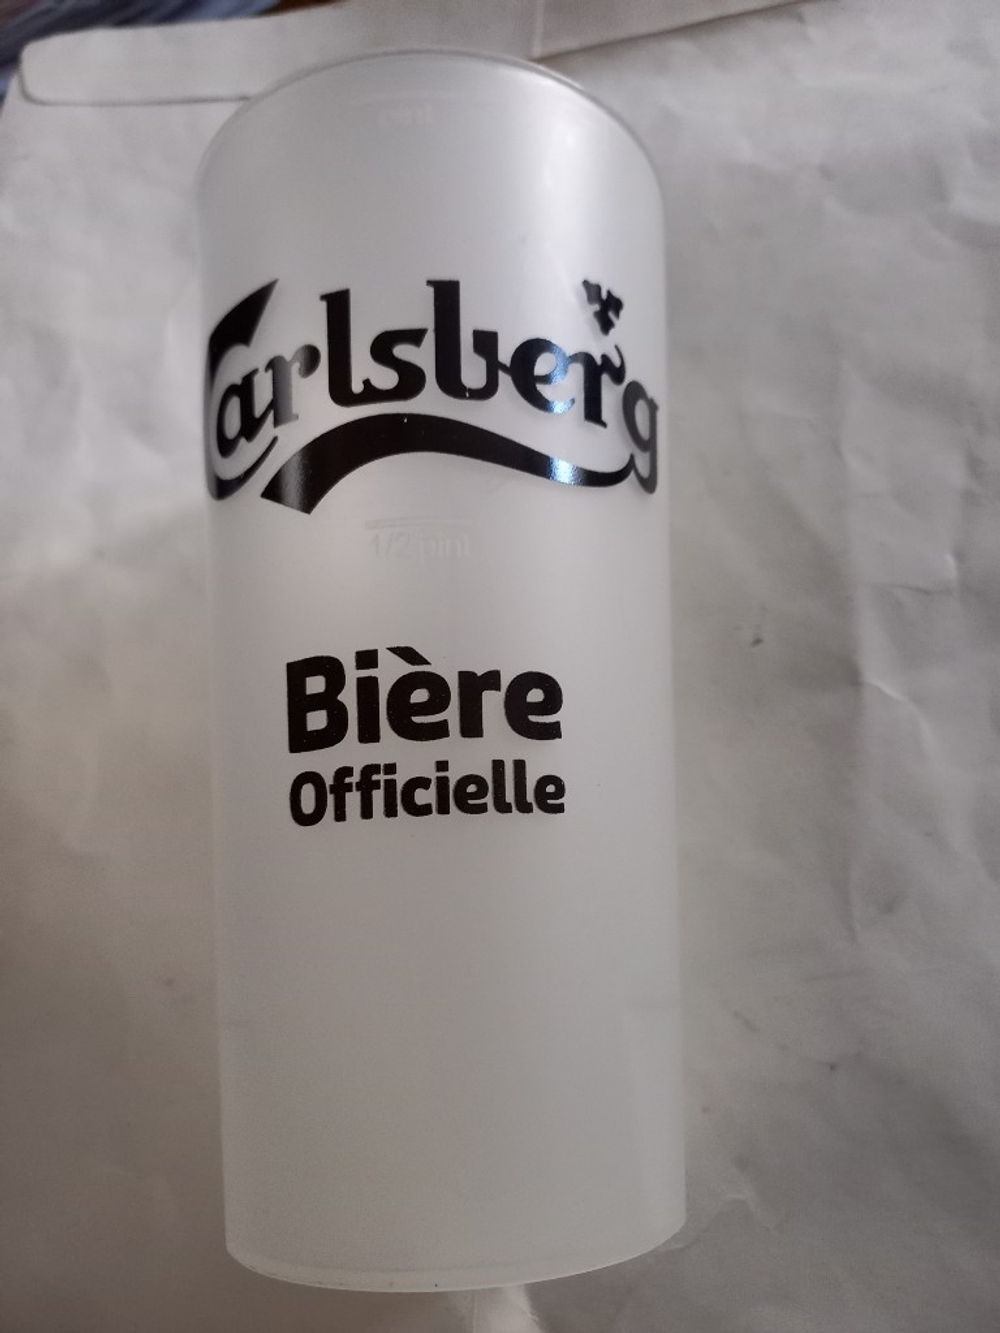 Carlsberg
1/2 pint
Bière
Officielle